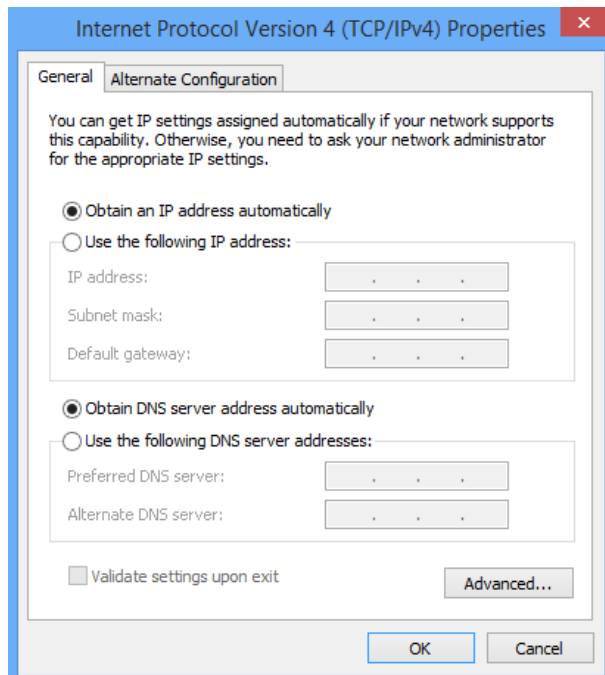 Internet Protocol Version 4 (TCP/IPv4) Properties
General
Alternate Configuration
You can get IP settings assigned automatically if your network supports
this capability. Otherwise, you need to ask your network administrator
for the appropriate IP settings.
Obtain an IP address automatically
Use the following IP address:
IP address:
Subnet mask:
Default gateway:
Obtain DNS server address automatically
Use the following DNS server addresses:
Preferred DNS server:
Alternate DNS server:
Validate settings upon exit
Advanced...
OK
Cancel